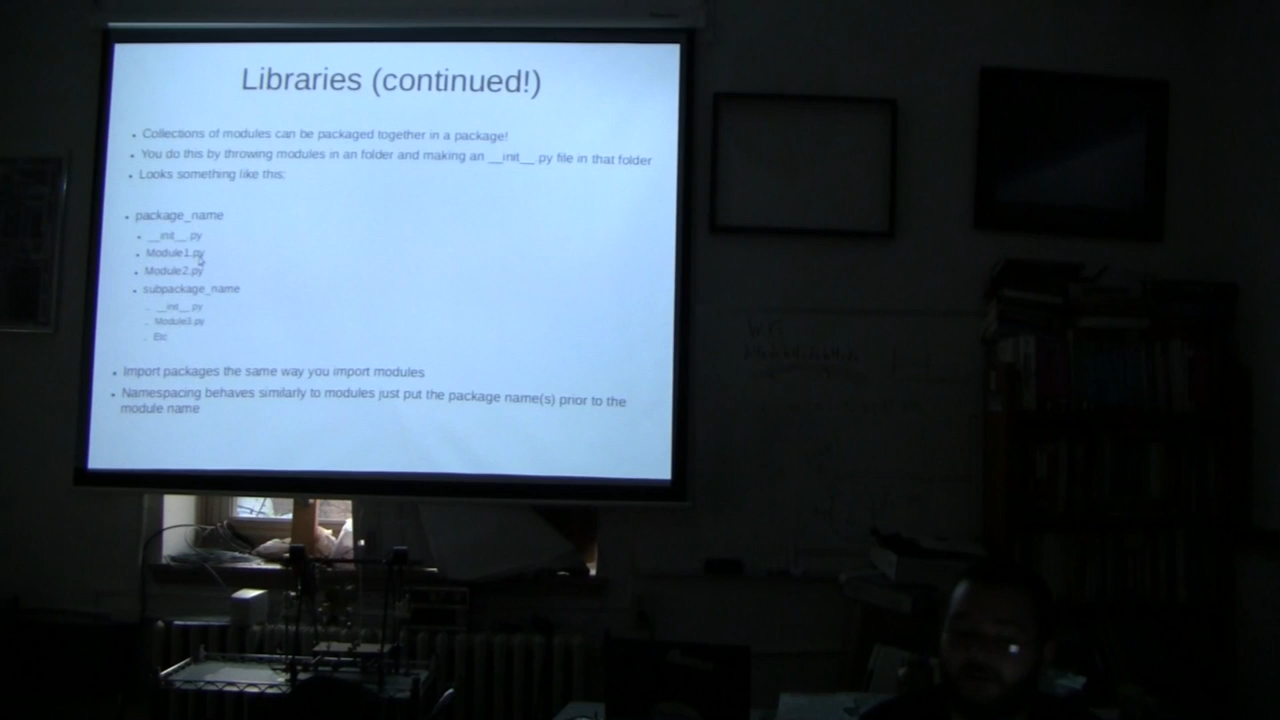 Libraries (continued!)
Collections of modules can be packaged together in a package!
You do this by throwing modules in an folder and making an __init__.py file in that folder
Looks something like this:
package_name
__init__.py
Module1.py
Module2.py
subpackage_name
__init__.py
Module3.py
Etc
Import packages the same way you import modules
Namespacing behaves similarly to modules just put the package name(s) prior to the
module name